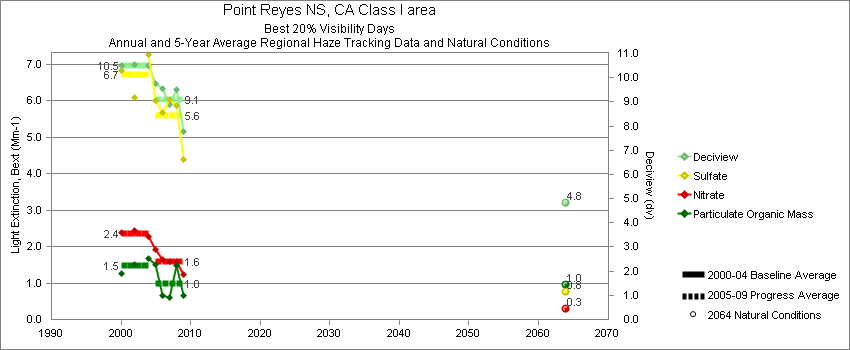 Point Reyes NS, CA Class I area
Best 20% Visibility Days
Annual and 5-Year Average Regional Haze Tracking Data and Natural Conditions
Light Extinction, Bext (Mm-1)
7.0
6.0
5.0
4.0
3.0
2.0
1.0
0.0
10.5
6.7
9.1
5.6
2.4
1.6
1.5
1.0
4.8
1.0
0.8
0.3
11.0
10.0
9.0
8.0
7.0
6.0
5.0
4.0
3.0
2.0
1.0
0.0
Deciview (dv)
1990 2000 2010 2020 2030 2040 2050 2060 2070
Deciview
Sulfate
Nitrate
Particulate Organic Mass
2000-04 Baseline Average
2005-09 Progress Average
2064 Natural Conditions